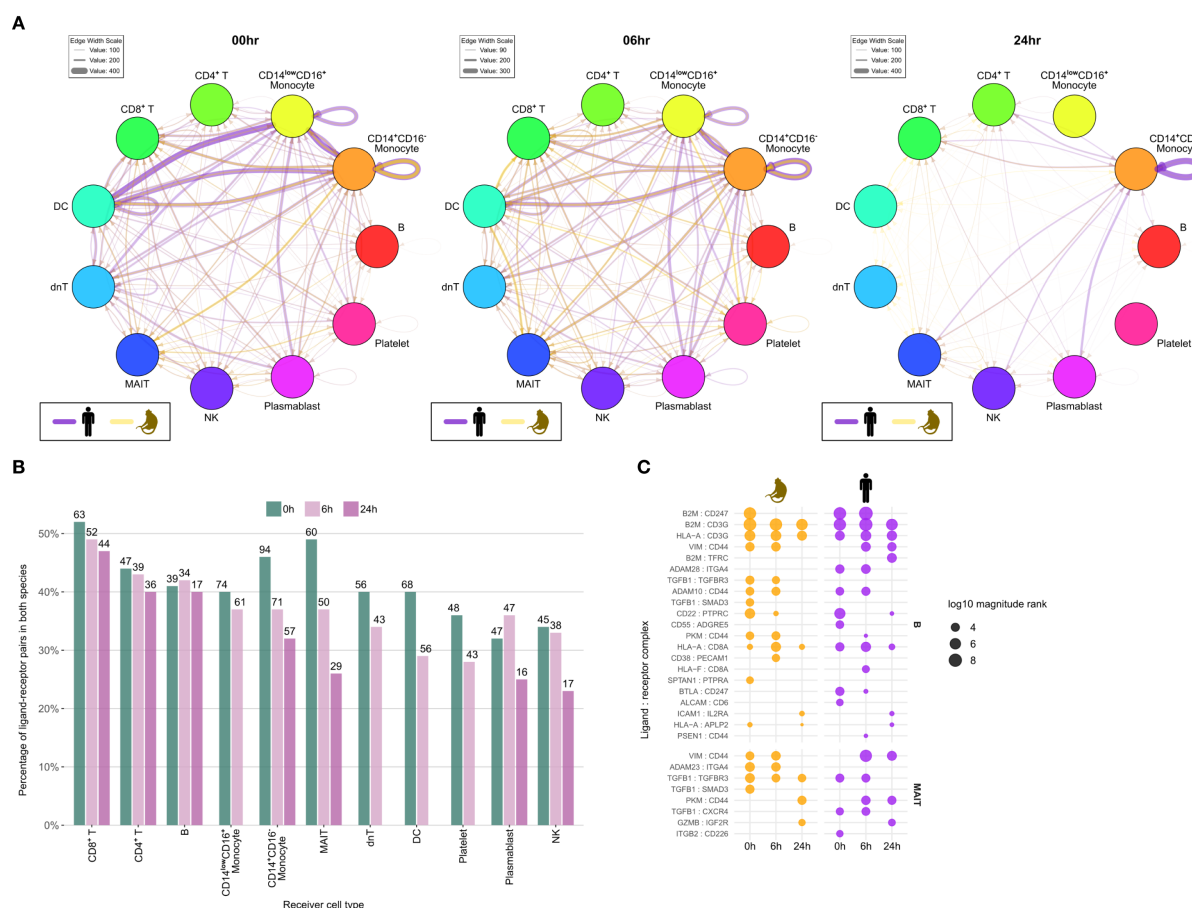 A
00hr
Edge Width Scale
Value: 100
Value: 200
Value: 400
CD4⁺ T
CD14ˡᵒʷCD16⁺
Monocyte
CD8⁺ T
CD14⁺CD16⁻
Monocyte
DC
B
dnT
Platelet
MAIT
NK
Plasmablast
06hr
Edge Width Scale
Value: 90
Value: 200
Value: 300
CD4⁺ T
CD14ˡᵒʷCD16⁺
Monocyte
CD8⁺ T
CD14⁺CD16⁻
Monocyte
DC
B
dnT
Platelet
MAIT
NK
Plasmablast
24hr
Edge Width Scale
Value: 100
Value: 400
CD4⁺ T
CD14ˡᵒʷCD16⁺
Monocyte
CD8⁺ T
CD14⁺CD
Monocyte
DC
B
dnT
Platelet
MAIT
NK
Plasmablast
B
0h 6h 24h
Percentage of ligand−receptor pairs in both species
50%
40%
30%
20%
10%
0%
63 52 44
47 39 36
39 34 17
74 61
94 71 57
60 50 29
56 43
68 56
48 43
47 47 16
45 38 17
CD8⁺ T
CD4⁺ T
B
CD14ˡᵒʷCD16⁺
Monocyte
CD14⁺CD16⁻
Monocyte
MAIT
dnT
DC
Platelet
Plasmablast
NK
Receiver cell type
C
Ligand : receptor complex
B2M : CD247
B2M : CD3G
HLA−A : CD3G
VIM : CD44
B2M : TFRC
ADAM28 : ITGA4
TGFB1 : TGFBR3
ADAM10 : CD44
TGFB1 : SMAD3
CD22 : PTPRC
CD55 : ADGRE5
PKM : CD44
HLA−A : CD8A
CD38 : PECAM1
HLA−F : CD8A
SPTAN1 : PTPRA
BTLA : CD247
ALCAM : CD6
ICAM1 : IL2RA
HLA−A : APLP2
PSEN1 : CD44
B
VIM : CD44
ADAM23 : ITGA4
TGFB1 : TGFBR3
TGFB1 : SMAD3
PKM : CD44
TGFB1 : CXCR4
GZMB : IGF2R
ITGB2 : CD226
MAIT
0h 6h 24h 0h 6h 24h
log10 magnitude rank
4
6
8